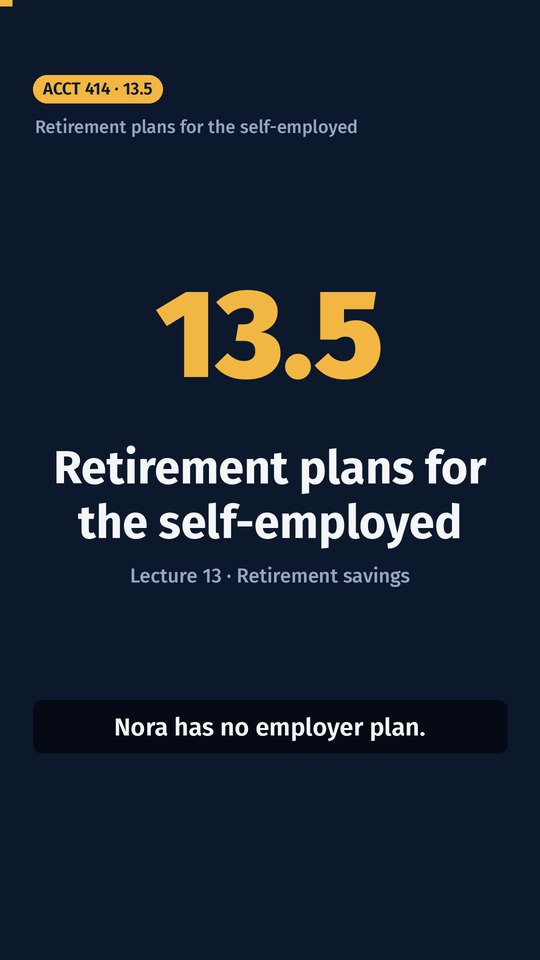 ACCT 414 · 13.5
Retirement plans for the self-employed
13.5
Retirement plans for
the self-employed
Lecture 13 · Retirement savings
Nora has no employer plan.